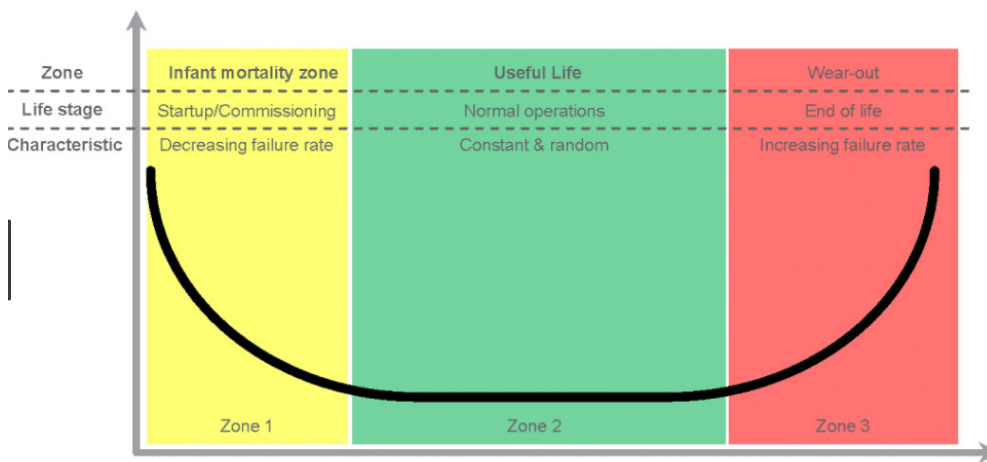 Zone Infant mortality zone Useful Life Wear-out
Life stage Startup/Commissioning Normal operations End of life
Characteristic Decreasing failure rate Constant & random Increasing failure rate
Zone 1 Zone 2 Zone 3